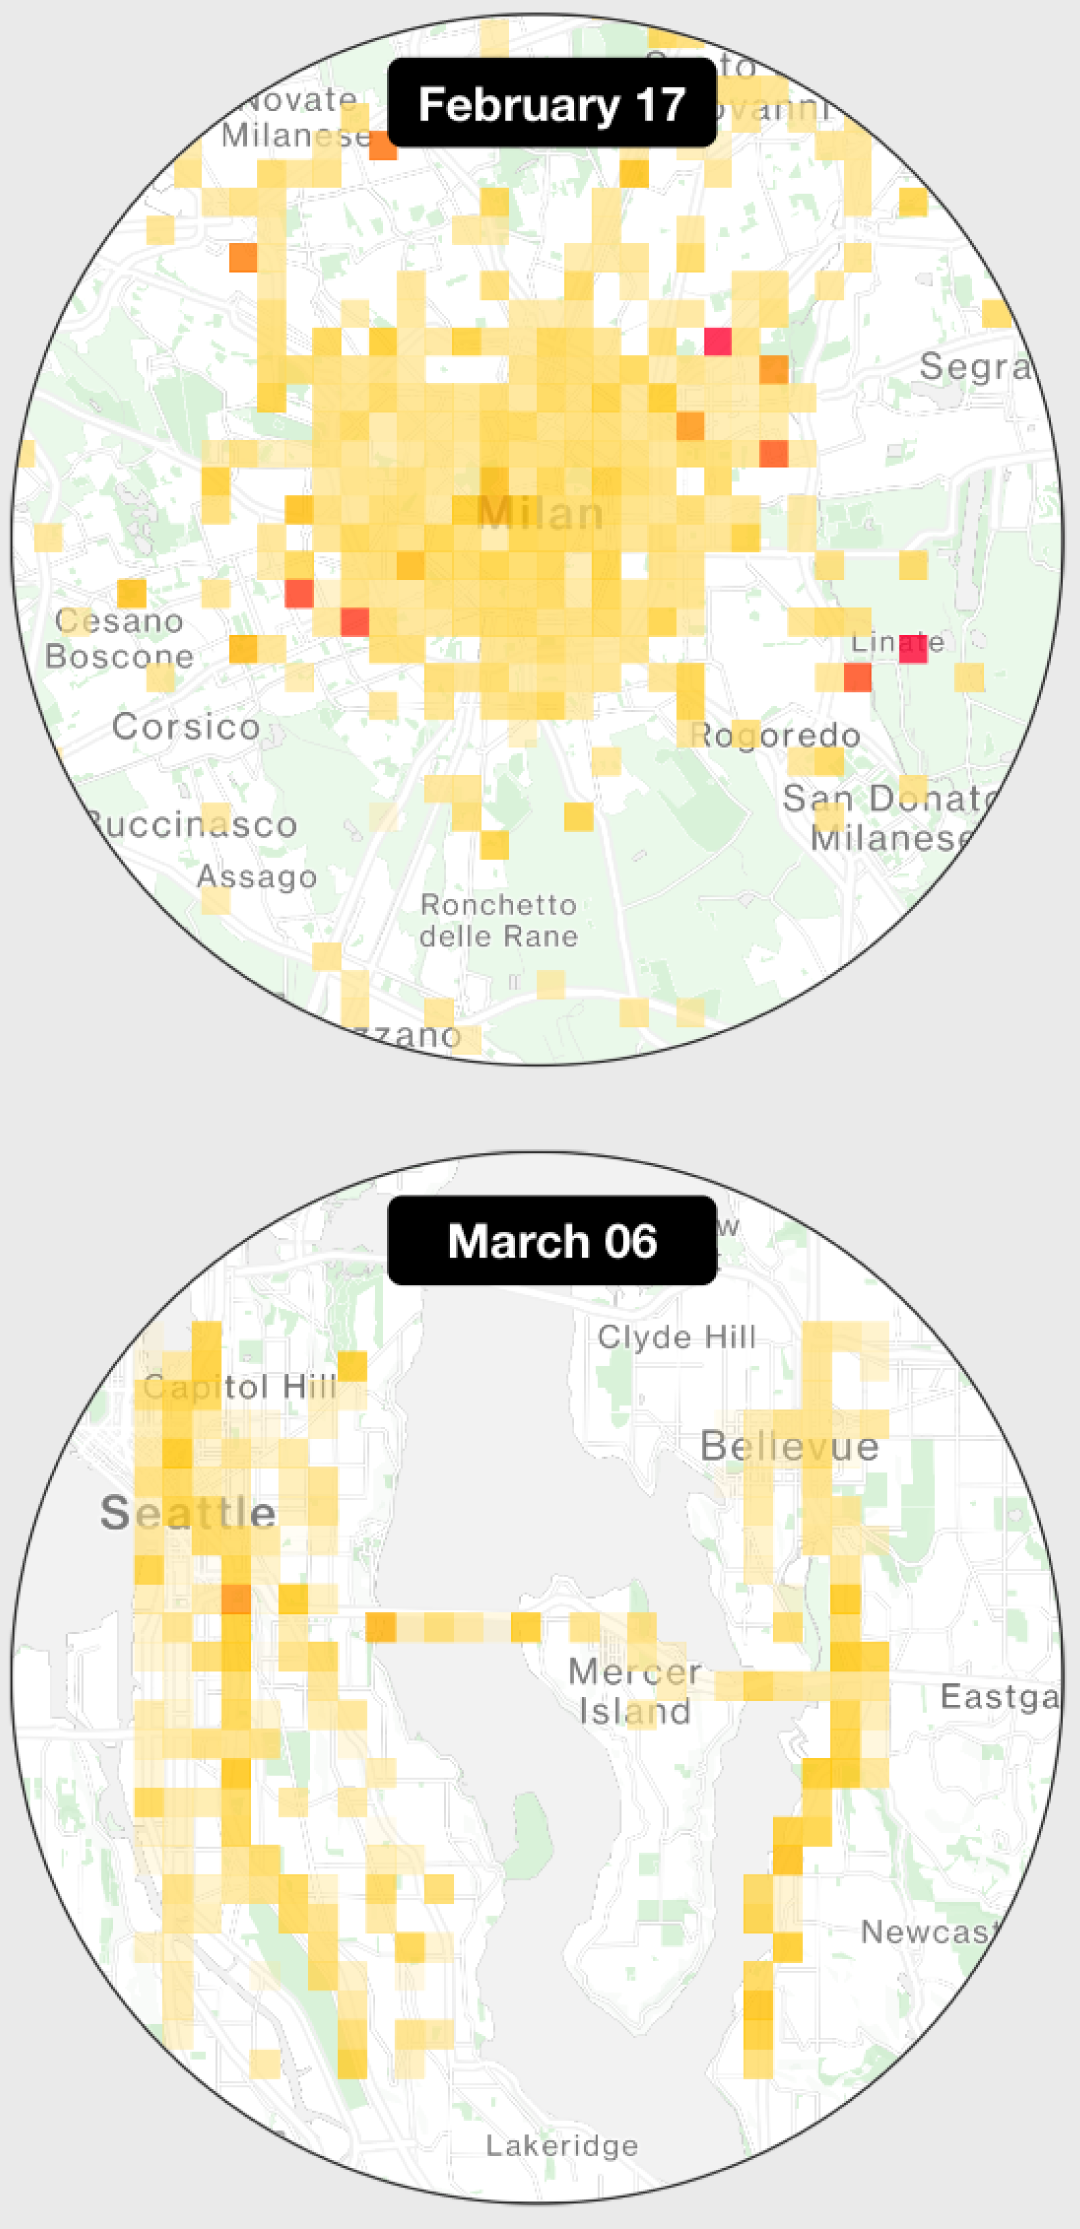 February 17
Novate
Milanese
Segra
Milan
Cesano
Boscone
Linate
Corsico
Rogoredo
San Donato
Milanese
Buccinasco
Assago
Ronchetto
delle Rane
zzano
March 06
Clyde Hill
Capitol Hill
Bellevue
Seattle
Mercer
Island
Eastga
Newcast
Lakeridge